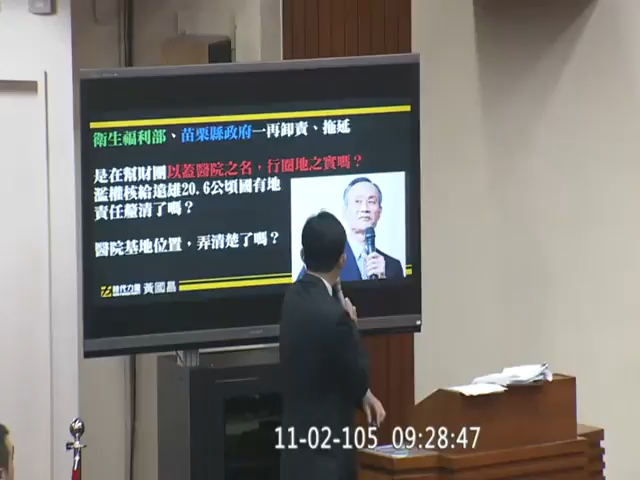 衛生福利部、苗栗縣政府一再卸責、拖延
是在幫財團以蓋醫院之名，行圈地之實嗎？
濫權核給遠雄20.6公頃國有地
責任釐清了嗎？
醫院基地位置，弄清楚了嗎？
時代力量 黃國昌
11-02-105 09:28:47